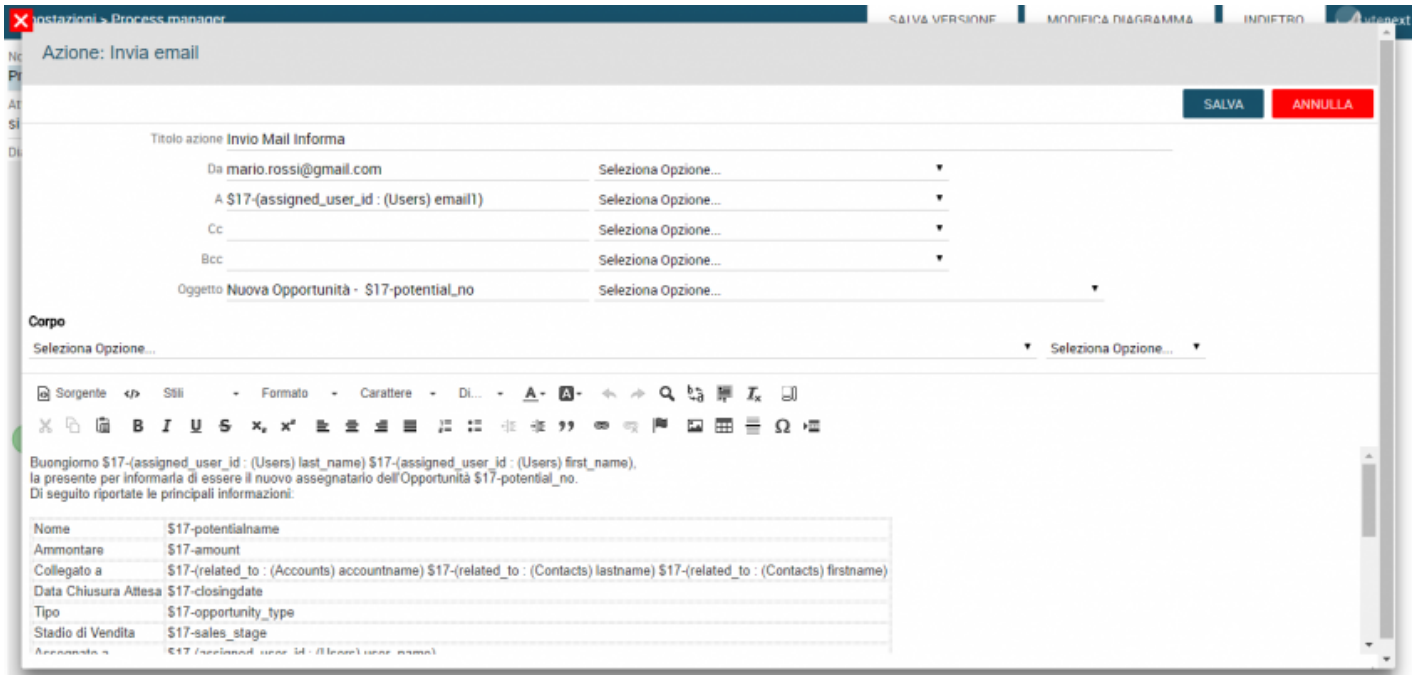 postazioni > Process manager
SALVA VERSIONE MODIFICA DIAGRAMMA INDIETRO vtenext
Azione: Invia email
SALVA ANNULLA
Titolo azione Invio Mail Informa
Da mario.rossi@gmail.com Seleziona Opzione...
A $17-(assigned_user_id : (Users) email1) Seleziona Opzione...
Cc Seleziona Opzione...
Bcc Seleziona Opzione...
Oggetto Nuova Opportunità - $17-potential_no Seleziona Opzione...
Corpo
Seleziona Opzione... Seleziona Opzione...
Sorgente Stili Formato Carattere Di...
Buongiorno $17-(assigned_user_id : (Users) last_name) $17-(assigned_user_id : (Users) first_name),
la presente per informarla di essere il nuovo assegnatario dell'Opportunità $17-potential_no.
Di seguito riportate le principali informazioni:
Nome $17-potentialname
Ammontare $17-amount
Collegato a $17-(related_to : (Accounts) accountname) $17-(related_to : (Contacts) lastname) $17-(related_to : (Contacts) firstname)
Data Chiusura Attesa $17-closingdate
Tipo $17-opportunity_type
Stadio di Vendita $17-sales_stage
Assegnato a $17-(assigned_user_id : (Users) user_name)